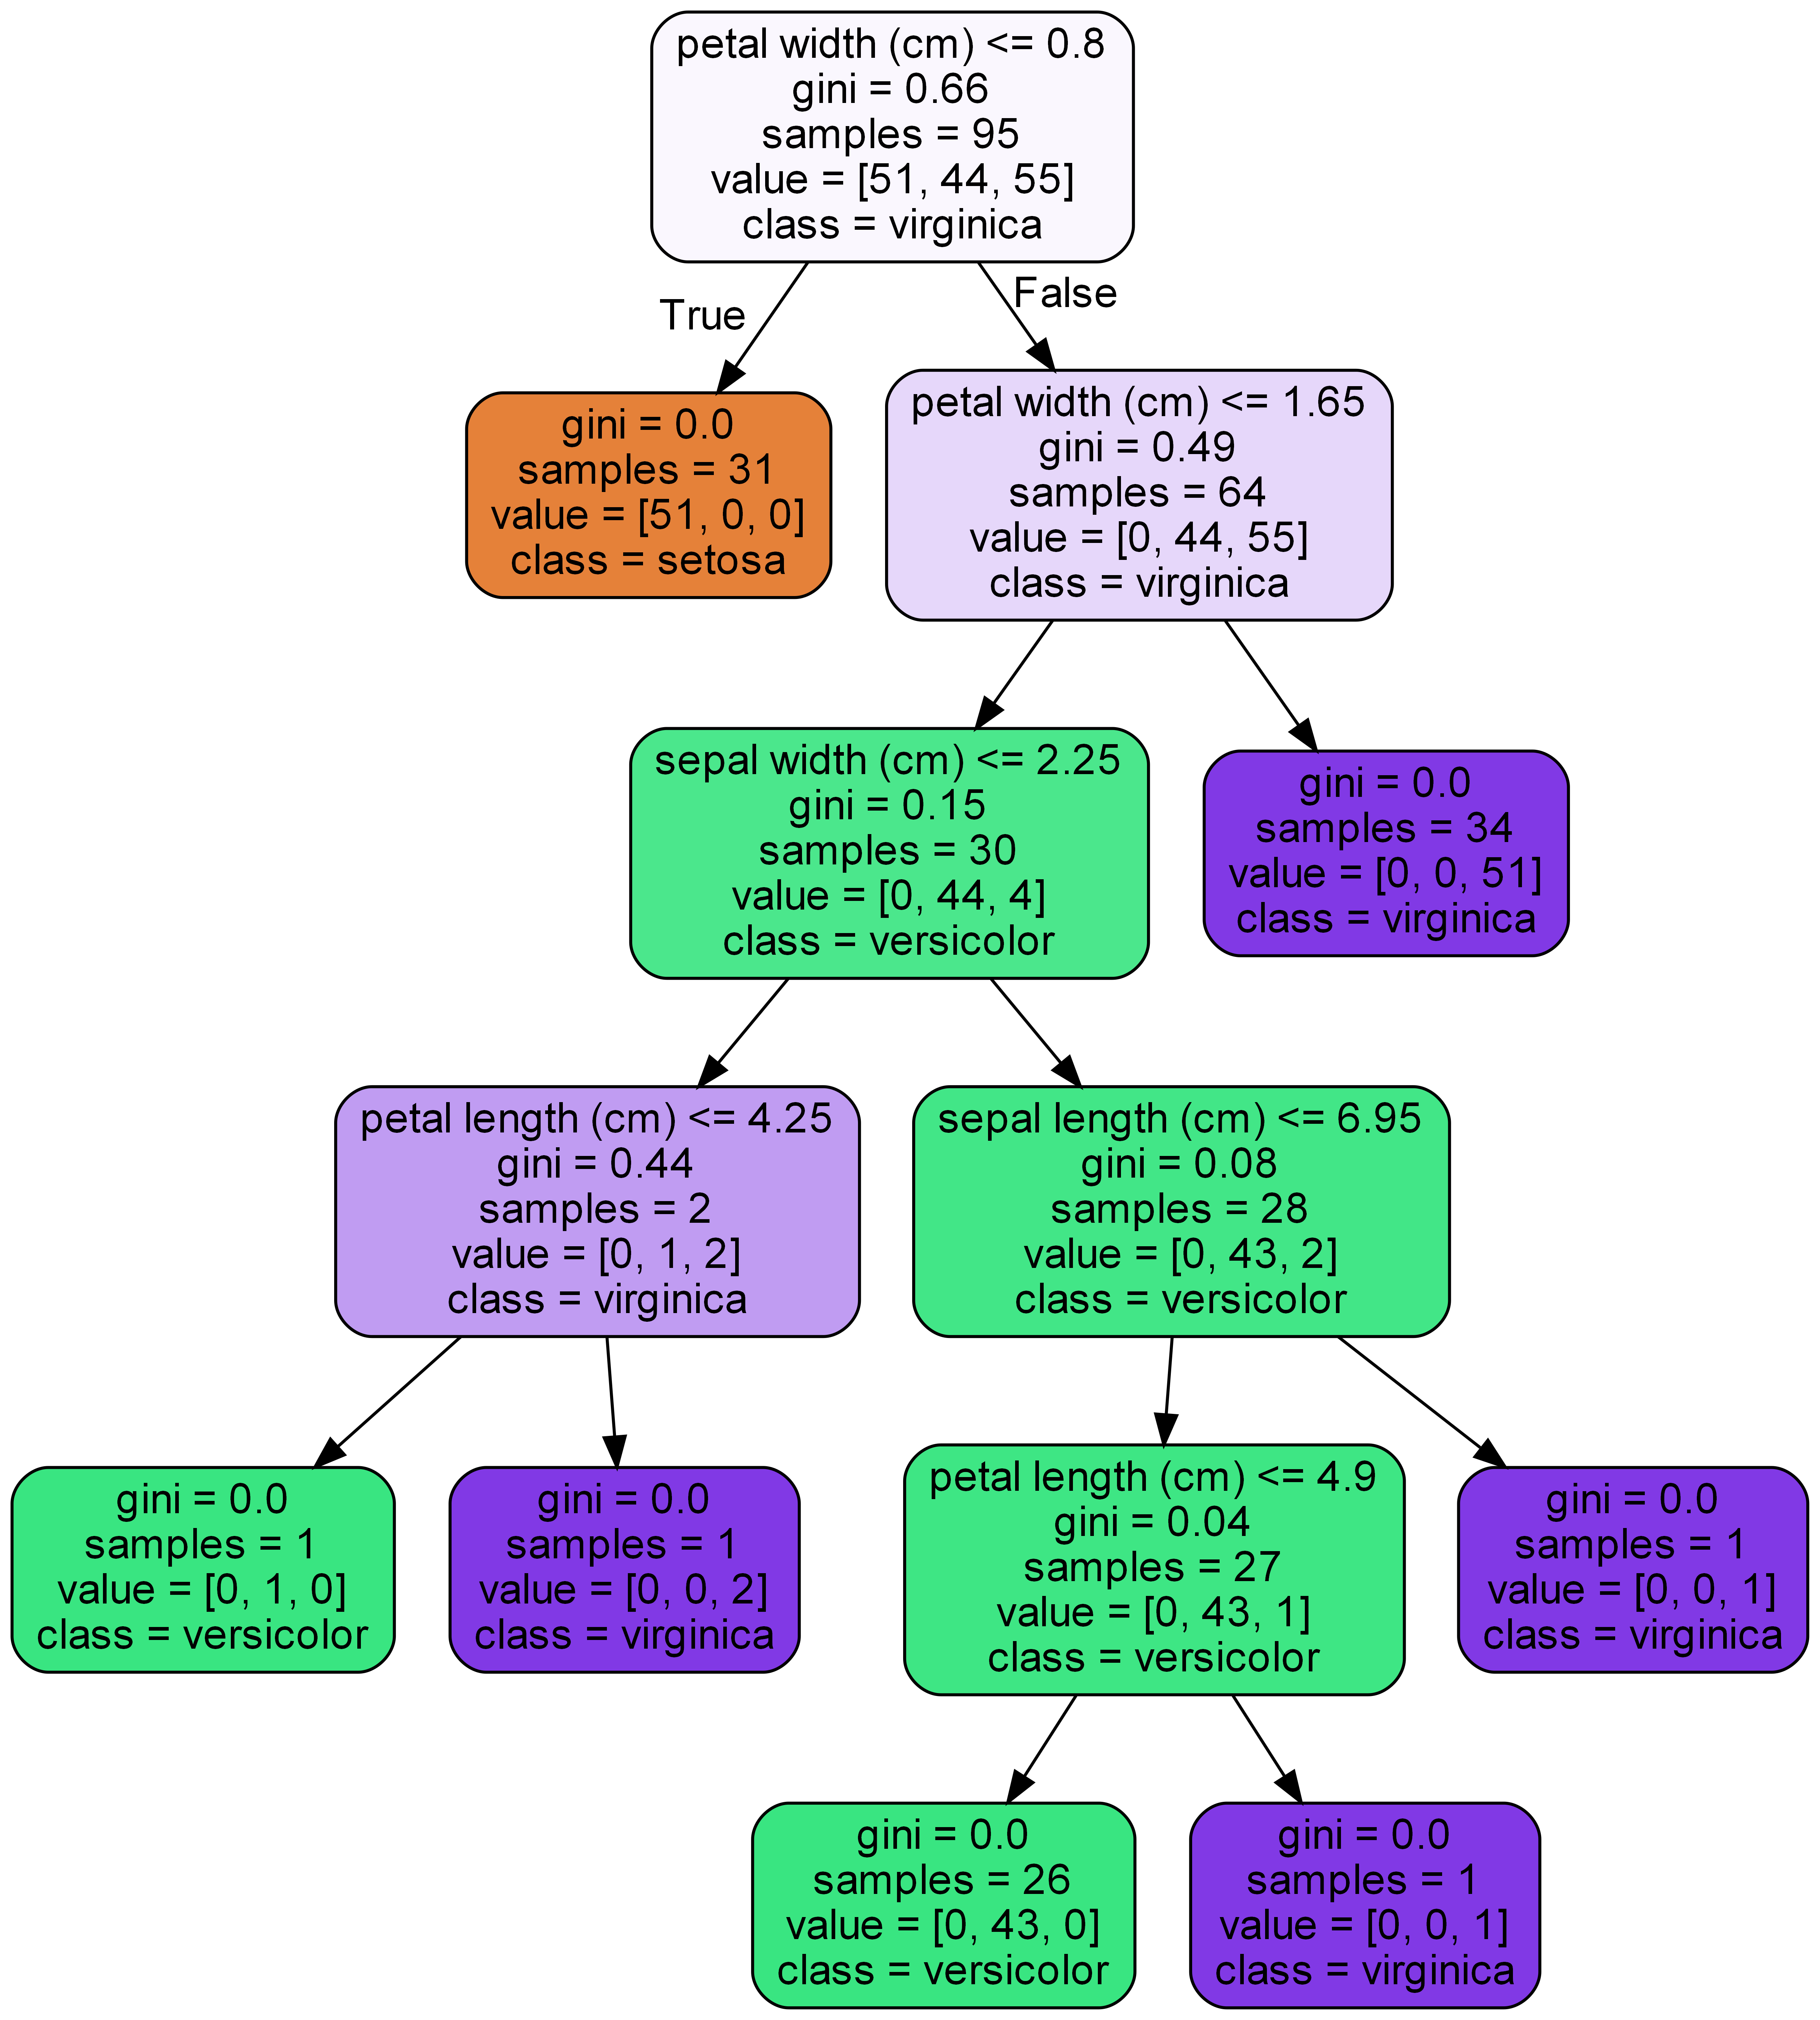 petal width (cm) <= 0.8
gini = 0.66
samples = 95
value = [51, 44, 55]
class = virginica
True
False
gini = 0.0
samples = 31
value = [51, 0, 0]
class = setosa
petal width (cm) <= 1.65
gini = 0.49
samples = 64
value = [0, 44, 55]
class = virginica
sepal width (cm) <= 2.25
gini = 0.15
samples = 30
value = [0, 44, 4]
class = versicolor
gini = 0.0
samples = 34
value = [0, 0, 51]
class = virginica
petal length (cm) <= 4.25
gini = 0.44
samples = 2
value = [0, 1, 2]
class = virginica
sepal length (cm) <= 6.95
gini = 0.08
samples = 28
value = [0, 43, 2]
class = versicolor
gini = 0.0
samples = 1
value = [0, 1, 0]
class = versicolor
gini = 0.0
samples = 1
value = [0, 0, 2]
class = virginica
petal length (cm) <= 4.9
gini = 0.04
samples = 27
value = [0, 43, 1]
class = versicolor
gini = 0.0
samples = 1
value = [0, 0, 1]
class = virginica
gini = 0.0
samples = 26
value = [0, 43, 0]
class = versicolor
gini = 0.0
samples = 1
value = [0, 0, 1]
class = virginica